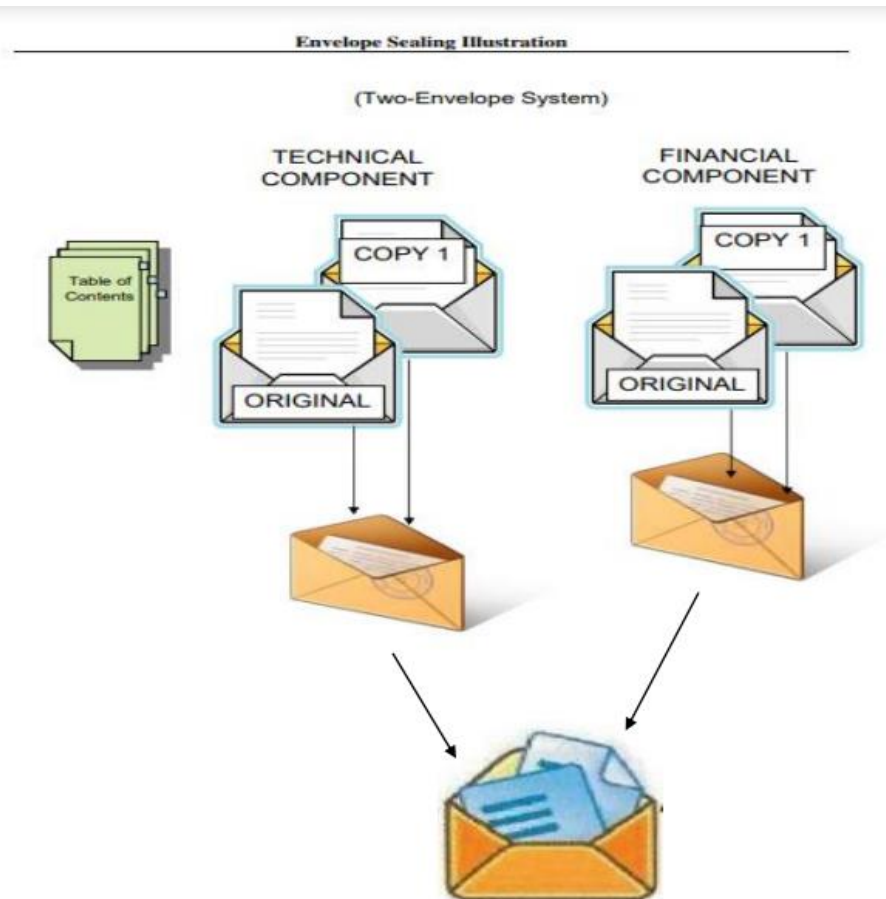 Envelope Sealing Illustration
(Two-Envelope System)
TECHNICAL
COMPONENT
FINANCIAL
COMPONENT
Table of
Contents
COPY 1
ORIGINAL
COPY 1
ORIGINAL